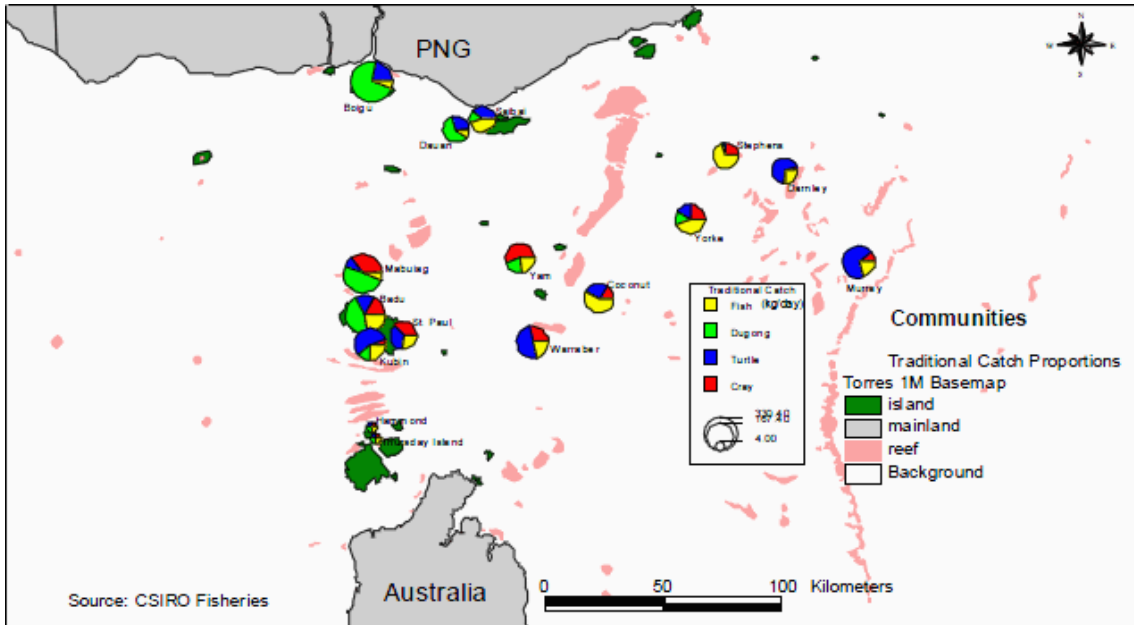 PNG
N
W
E
S
Boigu
Saibai
Dauan
Stephens
Darnley
Yorke
Mabuiag
Yam
Murray
Badu
Coconut
St. Paul
Warraber
Kubin
Traditional Catch
(kg/day)
Fish
Dugong
Turtle
Cray
4.00
Communities
Traditional Catch Proportions
Torres 1M Basemap
island
mainland
reef
Background
Hammond
Thursday Island
Australia
0 50 100 Kilometers
Source: CSIRO Fisheries